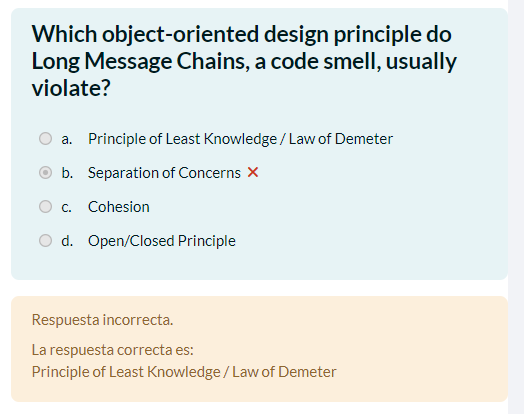 Which object-oriented design principle do
Long Message Chains, a code smell, usually
violate?
a. Principle of Least Knowledge / Law of Demeter
b. Separation of Concerns ✕
c. Cohesion
d. Open/Closed Principle
Respuesta incorrecta.
La respuesta correcta es:
Principle of Least Knowledge / Law of Demeter